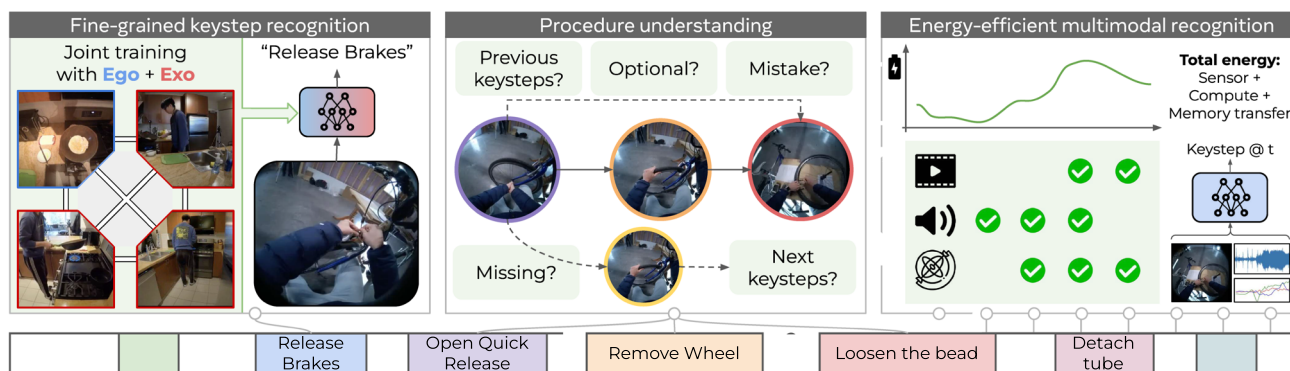 Fine-grained keystep recognition
Joint training
with Ego + Exo
“Release Brakes”
Procedure understanding
Previous
keysteps?
Optional?
Mistake?
Missing?
Next
keysteps?
Energy-efficient multimodal recognition
Total energy:
Sensor +
Compute +
Memory transfer
Keystep @ t
Release
Brakes
Open Quick
Release
Remove Wheel
Loosen the bead
Detach
tube